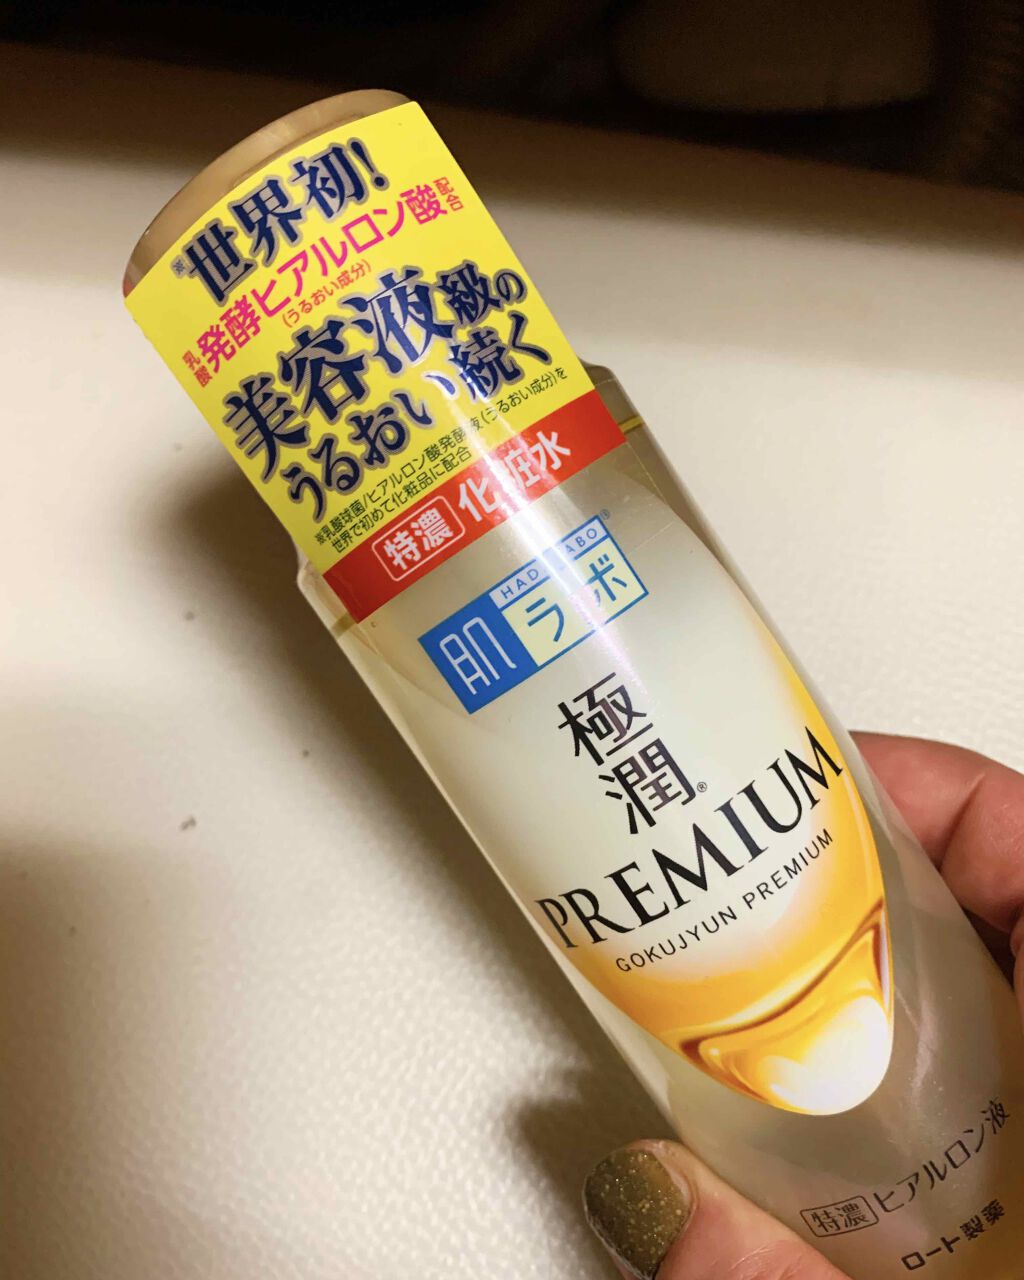 ※世界初!
乳酸発酵ヒアルロン酸配合
(うるおい成分)
美容液級の
うるおい続く
※乳酸球菌/ヒアルロン酸発酵液(うるおい成分)を
世界で初めて化粧品に配合
特濃 化粧水
HADA LABO®
肌ラボ
極
潤®
PREMIUM
GOKUJYUN PREMIUM
特濃 ヒアルロン液
ロート製薬